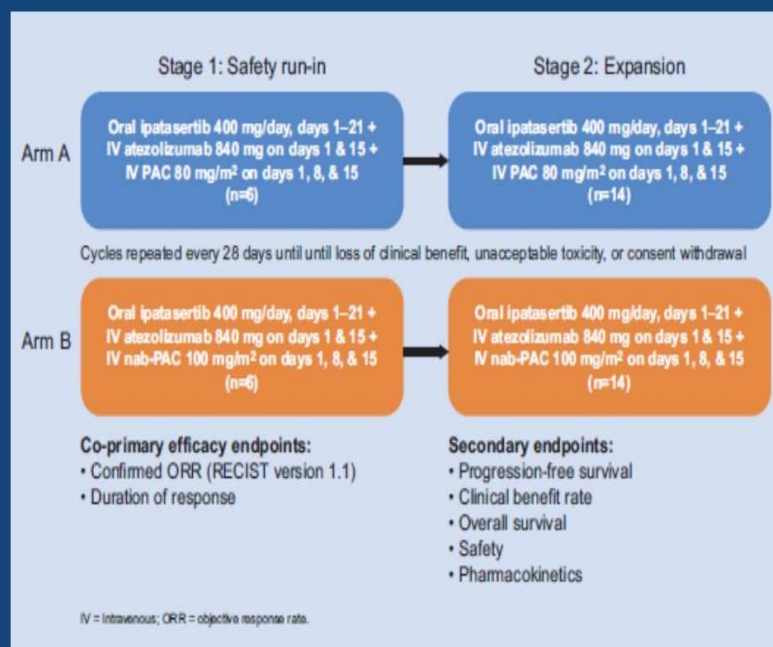 Stage 1: Safety run-in
Stage 2: Expansion
Arm A
Oral ipatasertib 400 mg/day, days 1–21 +
IV atezolizumab 840 mg on days 1 & 15 +
IV PAC 80 mg/m² on days 1, 8, & 15
(n=6)
Oral ipatasertib 400 mg/day, days 1–21 +
IV atezolizumab 840 mg on days 1 & 15 +
IV PAC 80 mg/m² on days 1, 8, & 15
(n=14)
Cycles repeated every 28 days until until loss of clinical benefit, unacceptable toxicity, or consent withdrawal
Arm B
Oral ipatasertib 400 mg/day, days 1–21 +
IV atezolizumab 840 mg on days 1 & 15 +
IV nab-PAC 100 mg/m² on days 1, 8, & 15
(n=6)
Oral ipatasertib 400 mg/day, days 1–21 +
IV atezolizumab 840 mg on days 1 & 15 +
IV nab-PAC 100 mg/m² on days 1, 8, & 15
(n=14)
Co-primary efficacy endpoints:
• Confirmed ORR (RECIST version 1.1)
• Duration of response
Secondary endpoints:
• Progression-free survival
• Clinical benefit rate
• Overall survival
• Safety
• Pharmacokinetics
IV = intravenous; ORR = objective response rate.